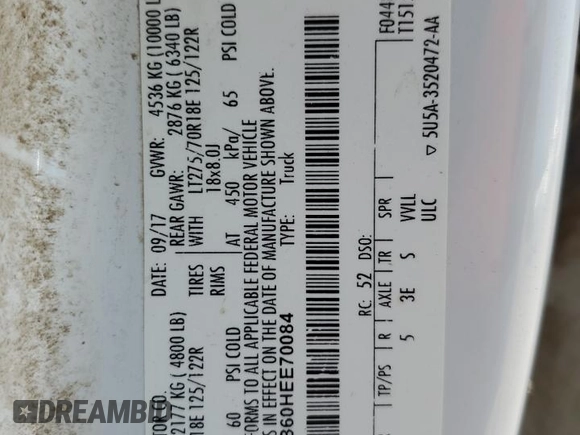 DATE: 09/17 GVWR: 4536 KG (10000 L
REAR GAWR: 2876 KG ( 6340 LB)
2177 KG ( 4800 LB) TIRES WITH LT275/70R18E 125/122R
18E 125/122R RIMS 18x8.0J
60 PSI COLD AT 450 kPa/ 65 PSI COLD
FORMS TO ALL APPLICABLE FEDERAL MOTOR VEHICLE
S IN EFFECT ON THE DATE OF MANUFACTURE SHOWN ABOVE.
360HEE70084 TYPE: Truck
RC: 52 DSO: F044
TP/PS R AXLE TR SPR T151
5 3E S VVLL
ULC ▽ 5U5A-3520472-AA
DREAMBID